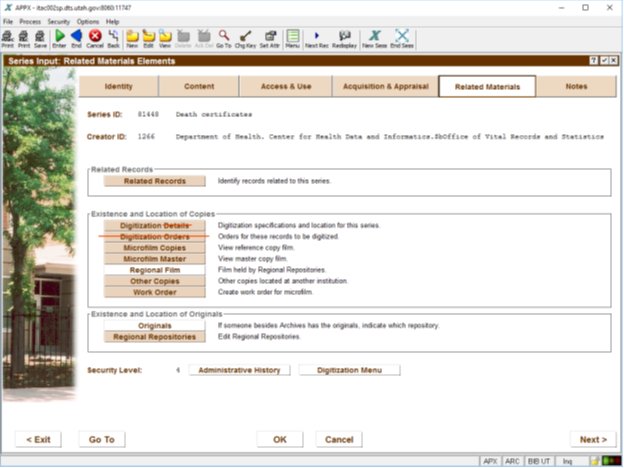 APPX - itac002sp.dts.utah.gov:8060:11747
File Process Security Options Help
Print Print Save Enter End Cancel Back New Edit View Delete Ack Del Go To Chg Key Set Attr Menu Next Rec Redisplay New Sess End Sess
Series Input: Related Materials Elements
Identity Content Access & Use Acquisition & Appraisal Related Materials Notes
Series ID: 81448 Death certificates
Creator ID: 1266 Department of Health. Center for Health Data and Informatics.$bOffice of Vital Records and Statistics
Related Records
Related Records Identify records related to this series.
Existence and Location of Copies
Digitization Details Digitization specifications and location for this series.
Digitization Orders Orders for these records to be digitized.
Microfilm Copies View reference copy film.
Microfilm Master View master copy film.
Regional Film Film held by Regional Repositories.
Other Copies Other copies located at another institution.
Work Order Create work order for microfilm.
Existence and Location of Originals
Originals If someone besides Archives has the originals, indicate which repository.
Regional Repositories Edit Regional Repositories.
Security Level: 4 Administrative History Digitization Menu
< Exit Go To OK Cancel Next >
APX ARC BIB UT Inq